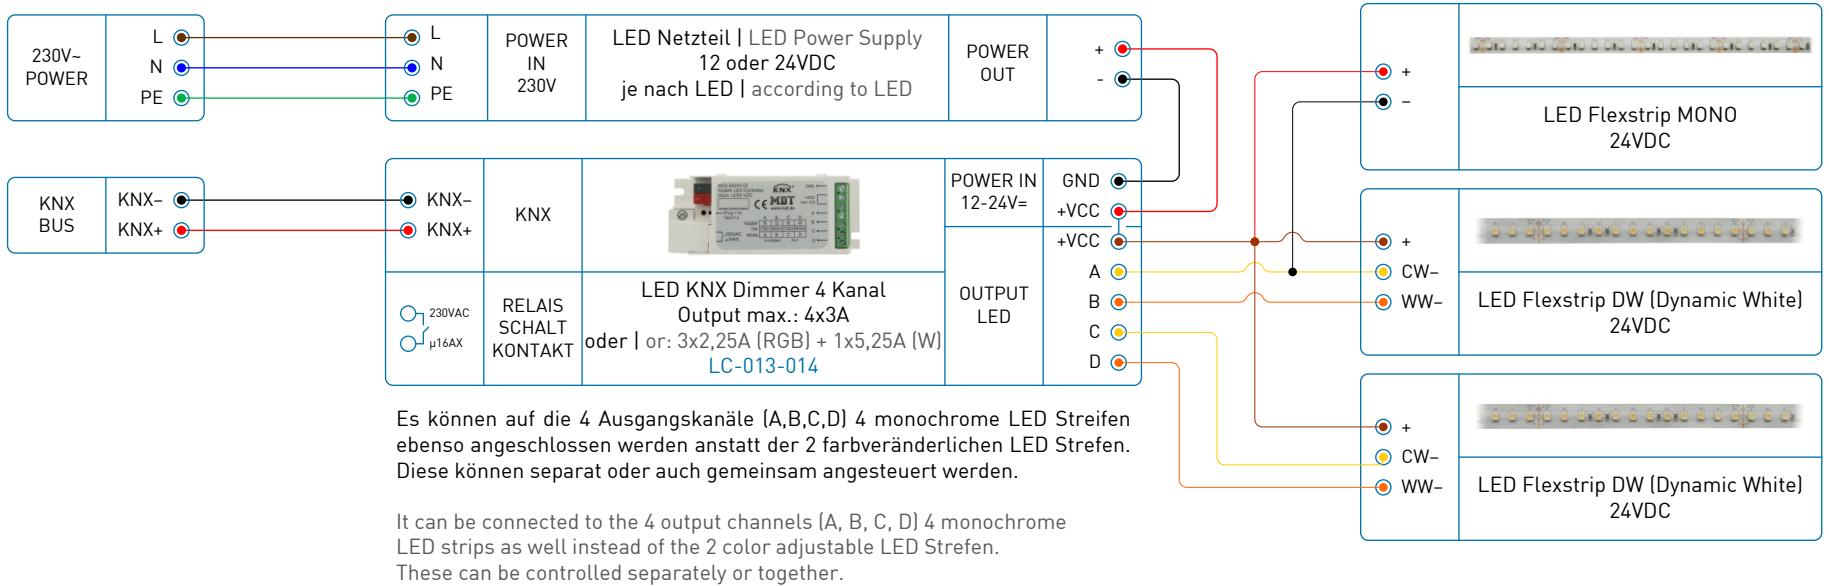 230V~
POWER
L
N
PE
L
N
PE
POWER
IN
230V
LED Netzteil | LED Power Supply
12 oder 24VDC
je nach LED | according to LED
POWER
OUT
+
-
KNX
BUS
KNX–
KNX+
KNX–
KNX+
KNX
KNX
MDT
POWER IN
12-24V=
GND
+VCC
+VCC
A
B
C
D
OUTPUT
LED
230VAC
µ16AX
RELAIS
SCHALT
KONTAKT
LED KNX Dimmer 4 Kanal
Output max.: 4x3A
oder | or: 3x2,25A (RGB) + 1x5,25A (W)
LC-013-014
+
–
LED Flexstrip MONO
24VDC
+
CW–
WW–
LED Flexstrip DW (Dynamic White)
24VDC
+
CW–
WW–
LED Flexstrip DW (Dynamic White)
24VDC
Es können auf die 4 Ausgangskanäle (A,B,C,D) 4 monochrome LED Streifen
ebenso angeschlossen werden anstatt der 2 farbveränderlichen LED Strefen.
Diese können separat oder auch gemeinsam angesteuert werden.
It can be connected to the 4 output channels (A, B, C, D) 4 monochrome
LED strips as well instead of the 2 color adjustable LED Strefen.
These can be controlled separately or together.